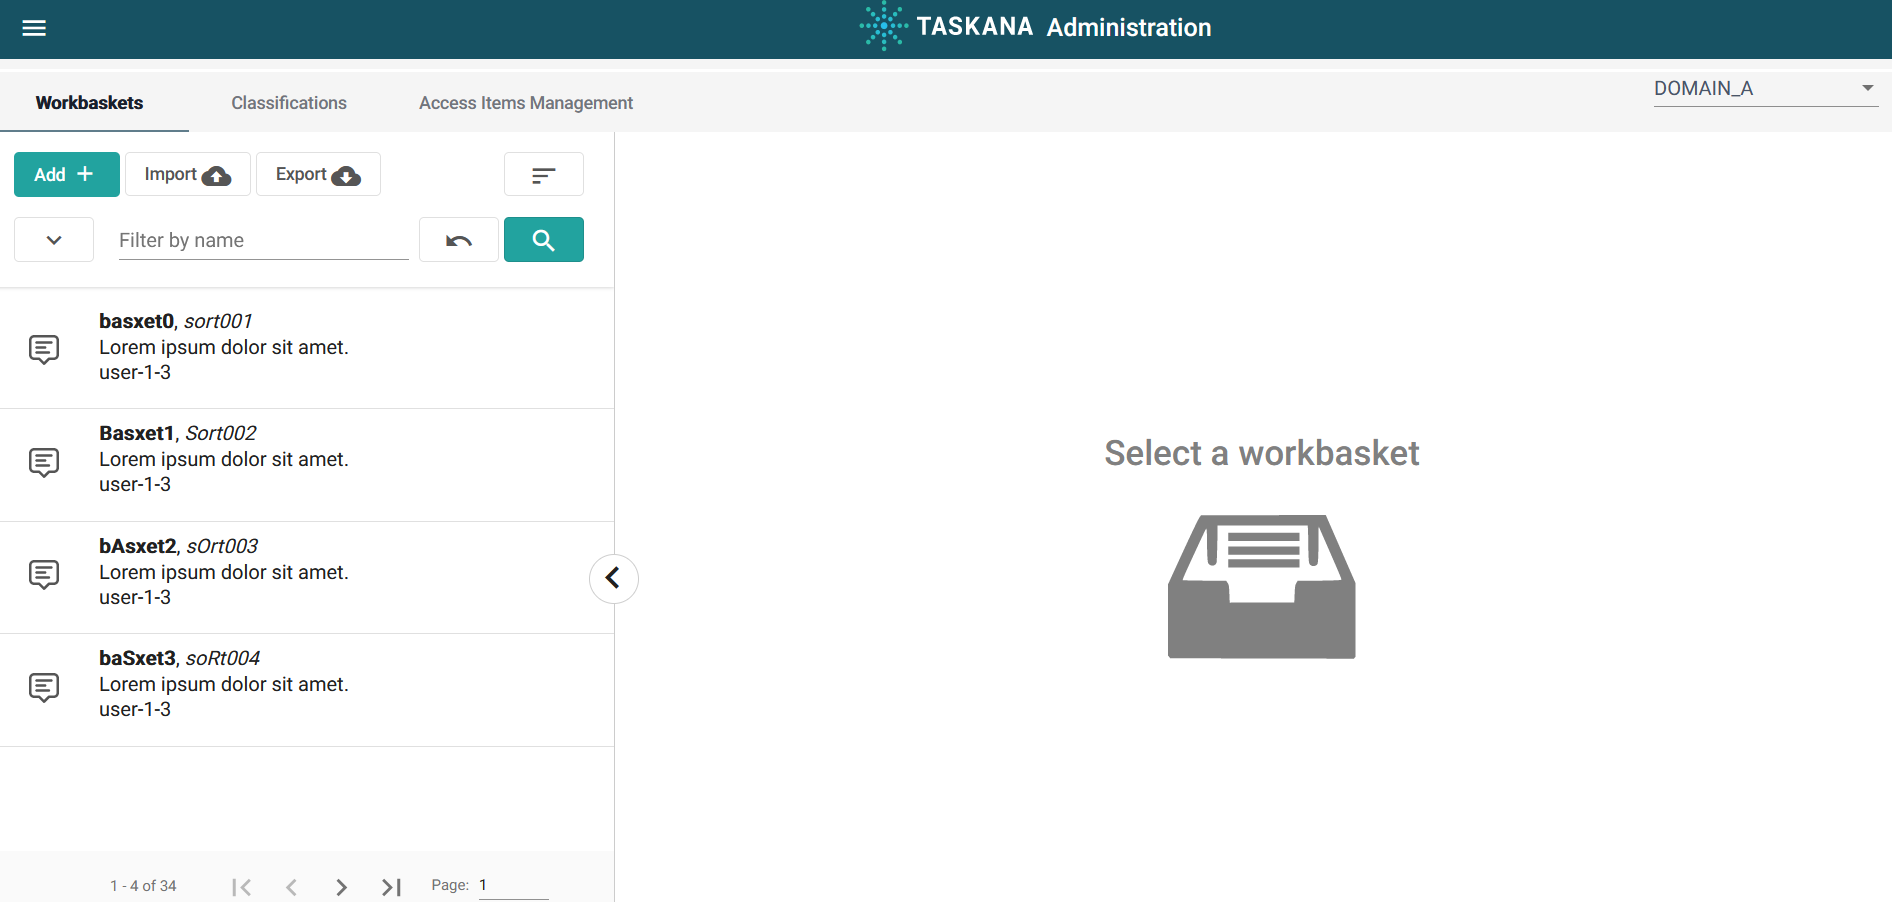 TASKANA Administration
Workbaskets Classifications Access Items Management DOMAIN_A
Add Import Export
Filter by name
basxet0, sort001
Lorem ipsum dolor sit amet.
user-1-3
Basxet1, Sort002
Lorem ipsum dolor sit amet.
user-1-3
bAsxet2, sOrt003
Lorem ipsum dolor sit amet.
user-1-3
baSxet3, soRt004
Lorem ipsum dolor sit amet.
user-1-3
1 - 4 of 34 Page: 1
Select a workbasket